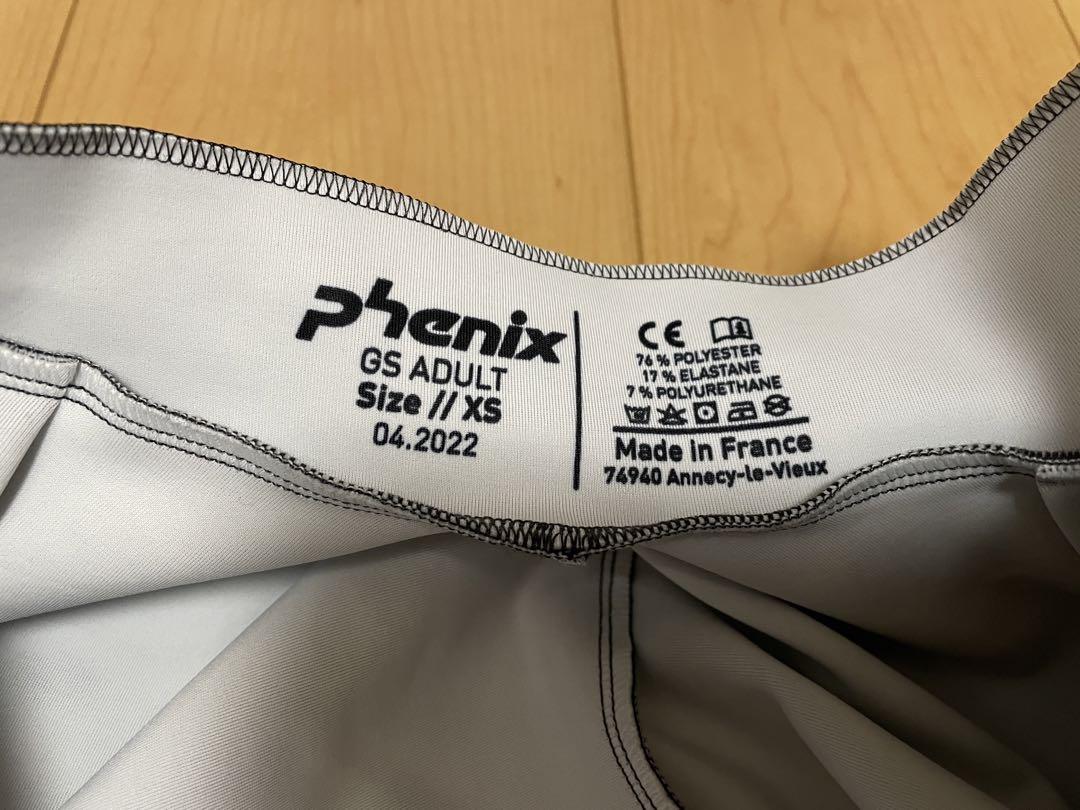 phenix
GS ADULT
Size // XS
04.2022
CE
76 % POLYESTER
17 % ELASTANE
7 % POLYURETHANE
Made in France
74940 Annecy-le-Vieux